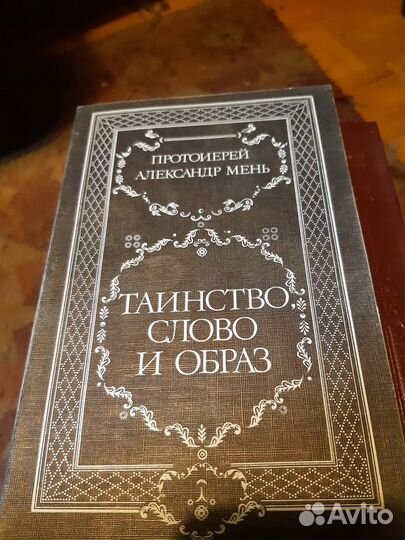 ПРОТОИЕРЕЙ
АЛЕКСАНДР МЕНЬ
ТАИНСТВО,
СЛОВО
И ОБРАЗ
Avito